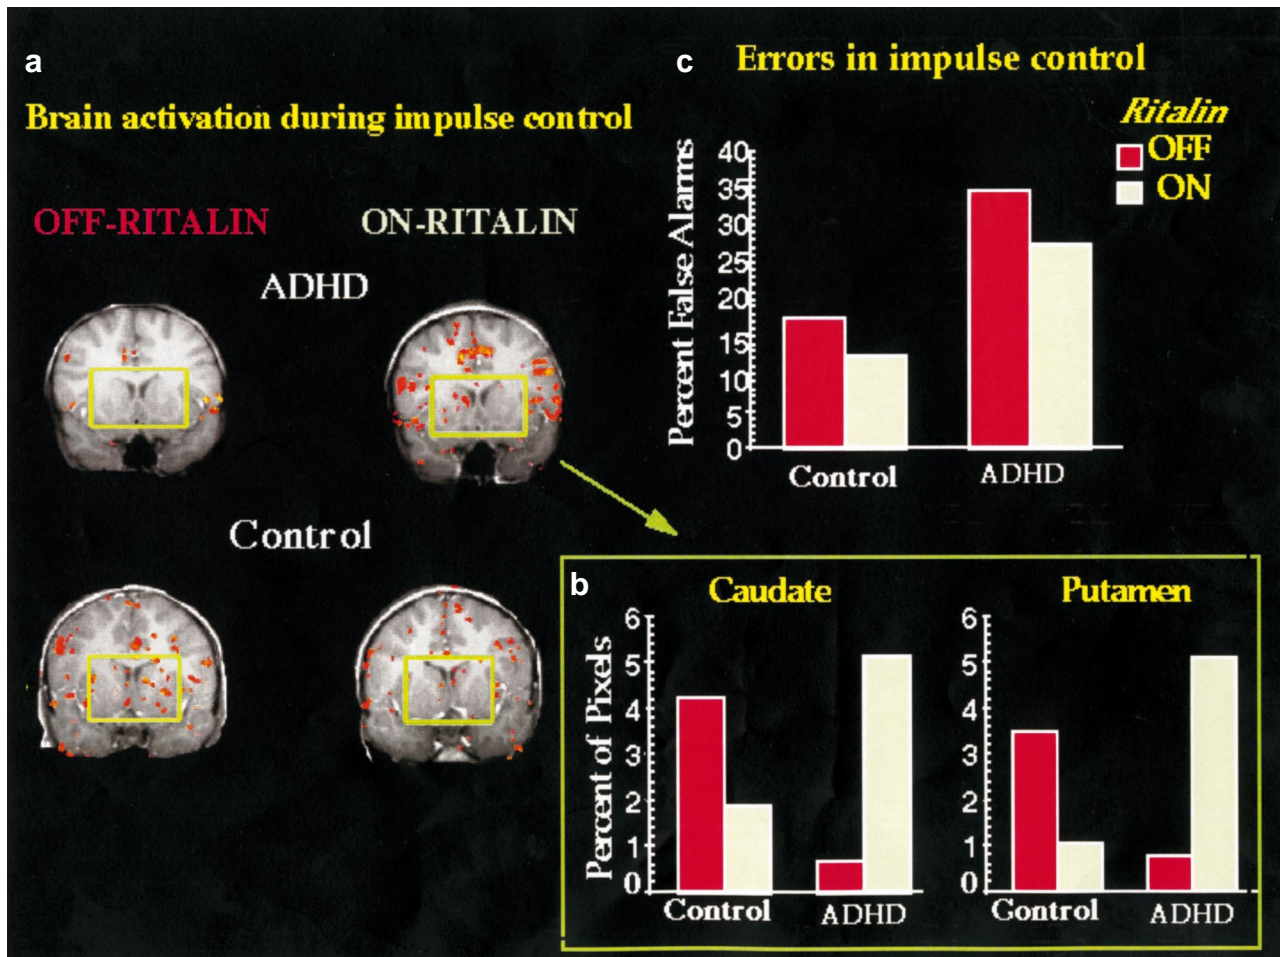 a
Brain activation during impulse control
OFF-RITALIN
ON-RITALIN
ADHD
Control
c
Errors in impulse control
Ritalin
OFF
ON
Percent False Alarms
40
35
30
25
20
15
10
5
0
Control
ADHD
b
Caudate
Percent of Pixels
6
5
4
3
2
1
0
Control
ADHD
Putamen
6
5
4
3
2
1
0
Control
ADHD